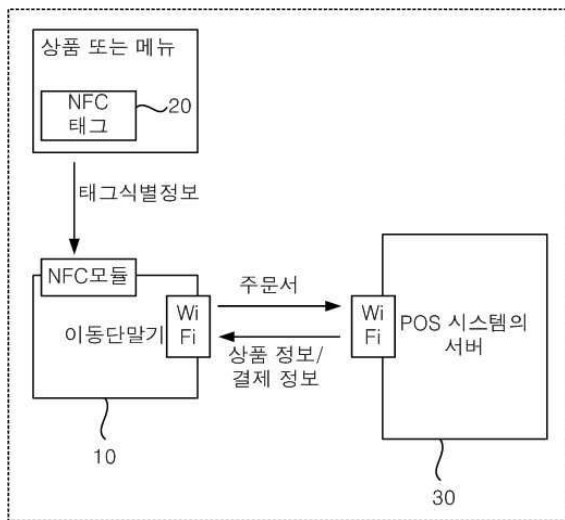 상품 또는 메뉴
NFC
태그
20
태그식별정보
NFC모듈
이동단말기
Wi
Fi
주문서
상품 정보/
결제 정보
Wi
Fi
POS 시스템의
서버
10
30